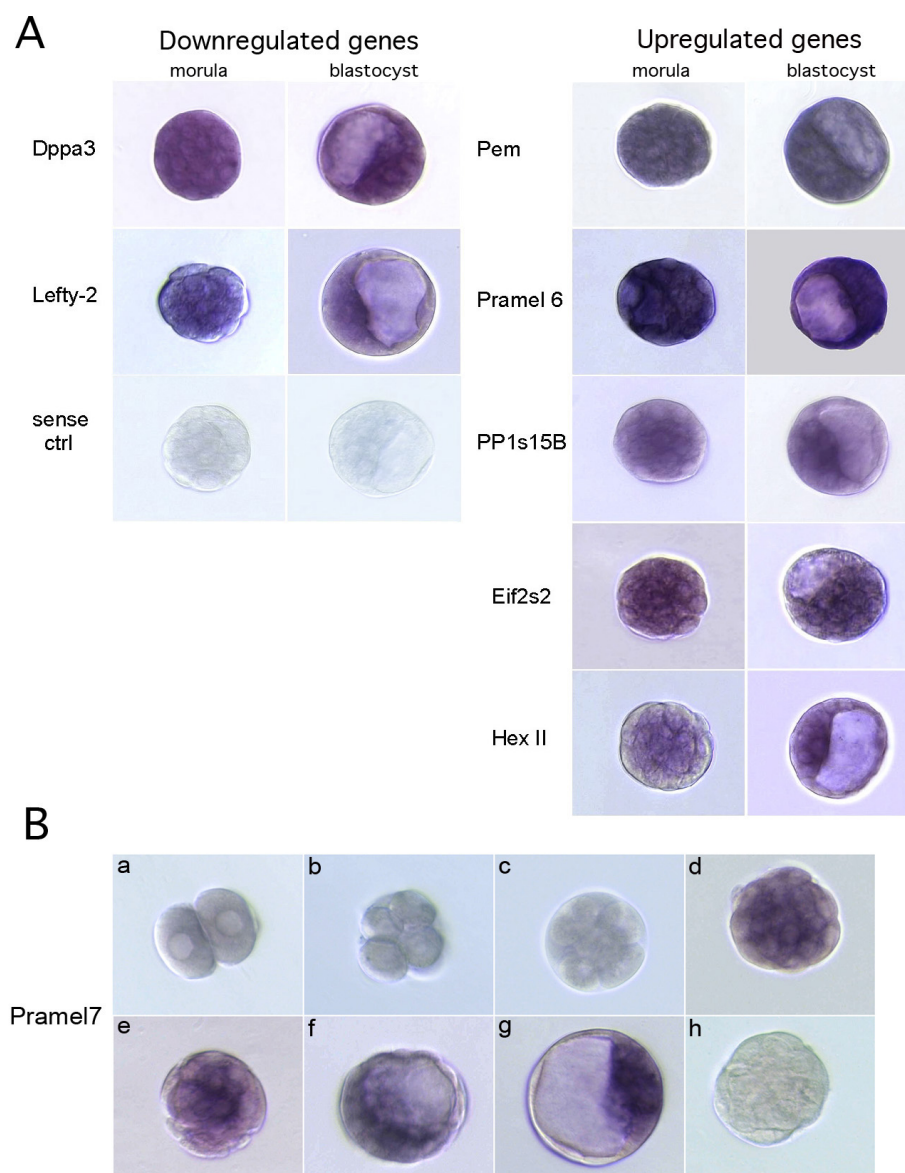 A
Downregulated genes
morula blastocyst
Dppa3
Lefty-2
sense
ctrl
Upregulated genes
morula blastocyst
Pem
Pramel 6
PP1s15B
Eif2s2
Hex II
B
Pramel7
a b c d
e f g h